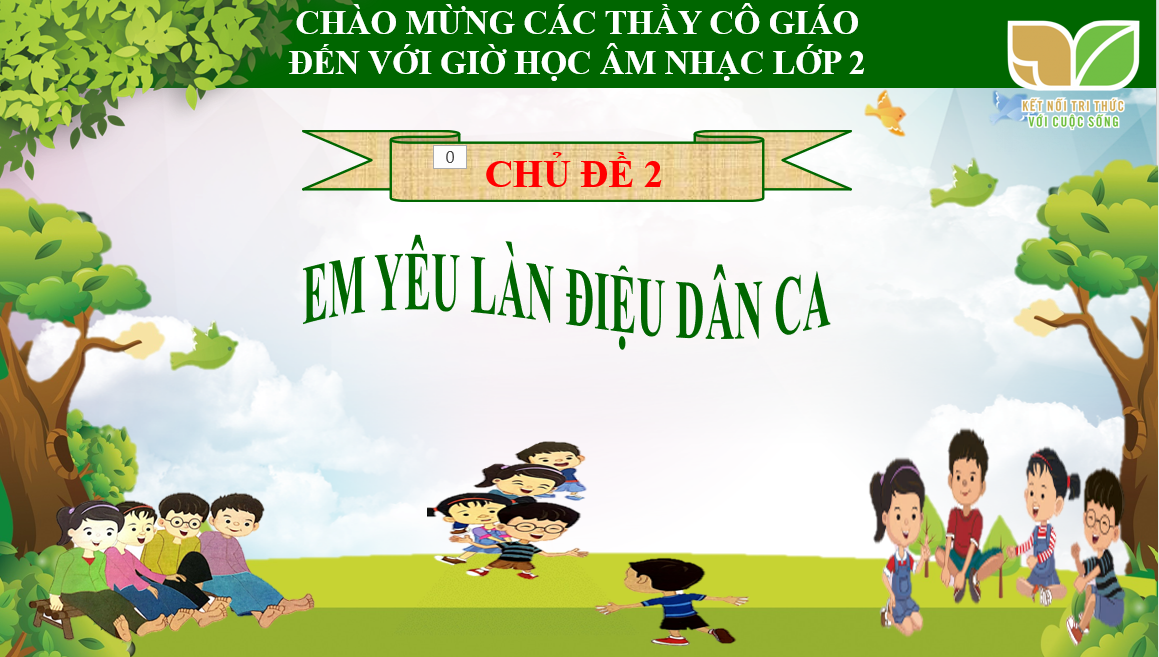 CHÀO MỪNG CÁC THẦY CÔ GIÁO
ĐẾN VỚI GIỜ HỌC ÂM NHẠC LỚP 2
KẾT NỐI TRI THỨC
VỚI CUỘC SỐNG
0
CHỦ ĐỀ 2
EM YÊU LÀN ĐIỆU DÂN CA